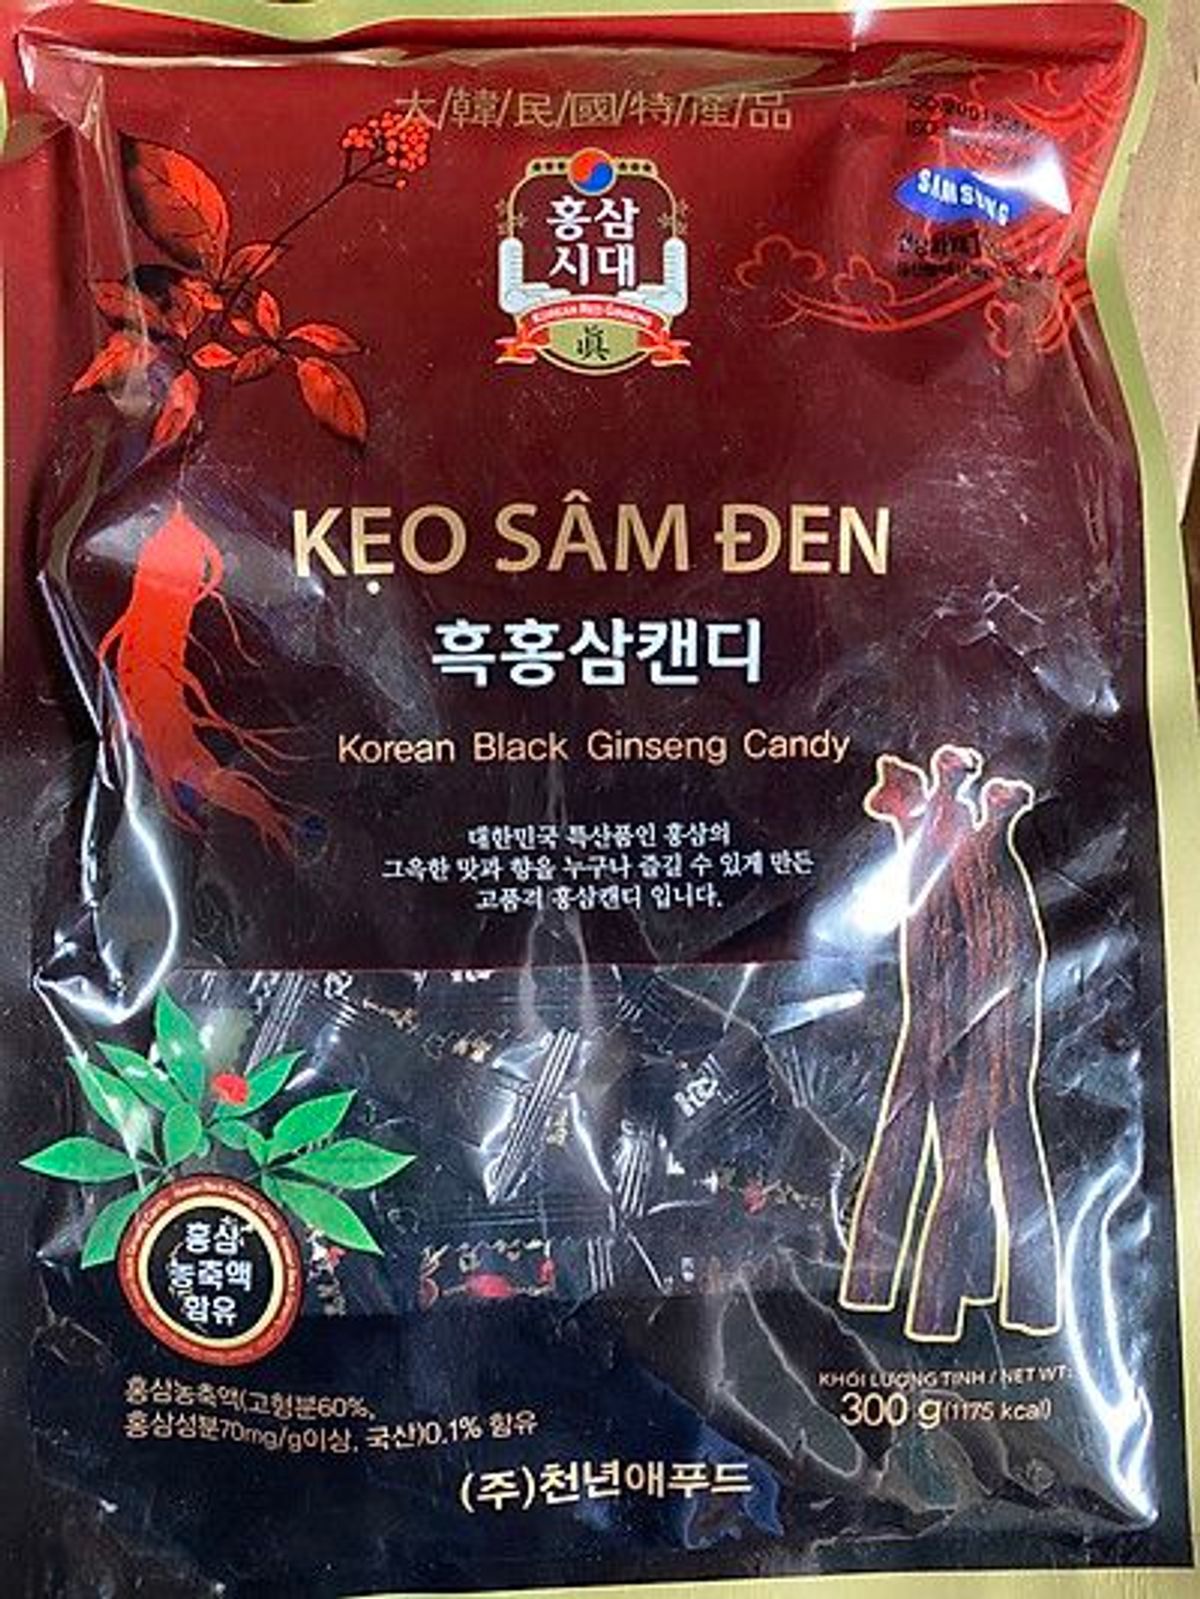 大/韓/民/國/特/産/品
SAMSUNG
홍삼
시대
KOREAN RED GINSENG
眞
KẸO SÂM ĐEN
흑홍삼캔디
Korean Black Ginseng Candy
대한민국 특산품인 홍삼의
그윽한 맛과 향을 누구나 즐길 수 있게 만든
고품격 홍삼캔디 입니다.
홍삼
농축액
함유
홍삼농축액(고형분60%,
홍삼성분70mg/g이상, 국산)0.1% 함유
KHỐI LƯỢNG TỊNH / NET WT:
300 g(1175 kcal)
(주)천년애푸드